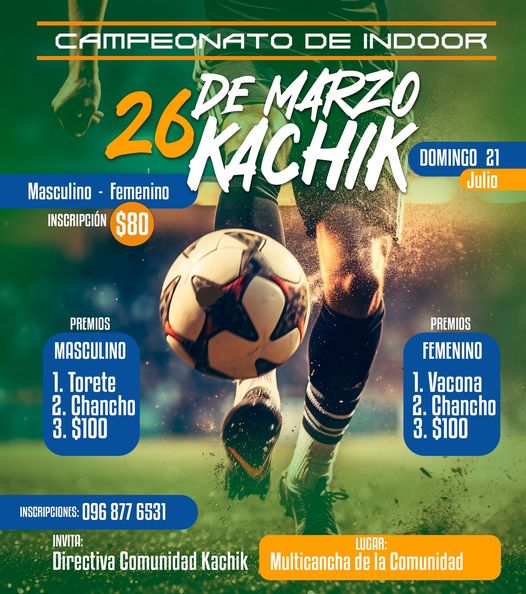 CAMPEONATO DE INDOOR
26 DE MARZO
KACHIK
DOMINGO 21
Julio
Masculino - Femenino
INSCRIPCIÓN $80
PREMIOS
MASCULINO
1. Torete
2. Chancho
3. $100
PREMIOS
FEMENINO
1. Vacona
2. Chancho
3. $100
INSCRIPCIONES: 096 877 6531
INVITA:
Directiva Comunidad Kachik
LUGAR:
Multicancha de la Comunidad